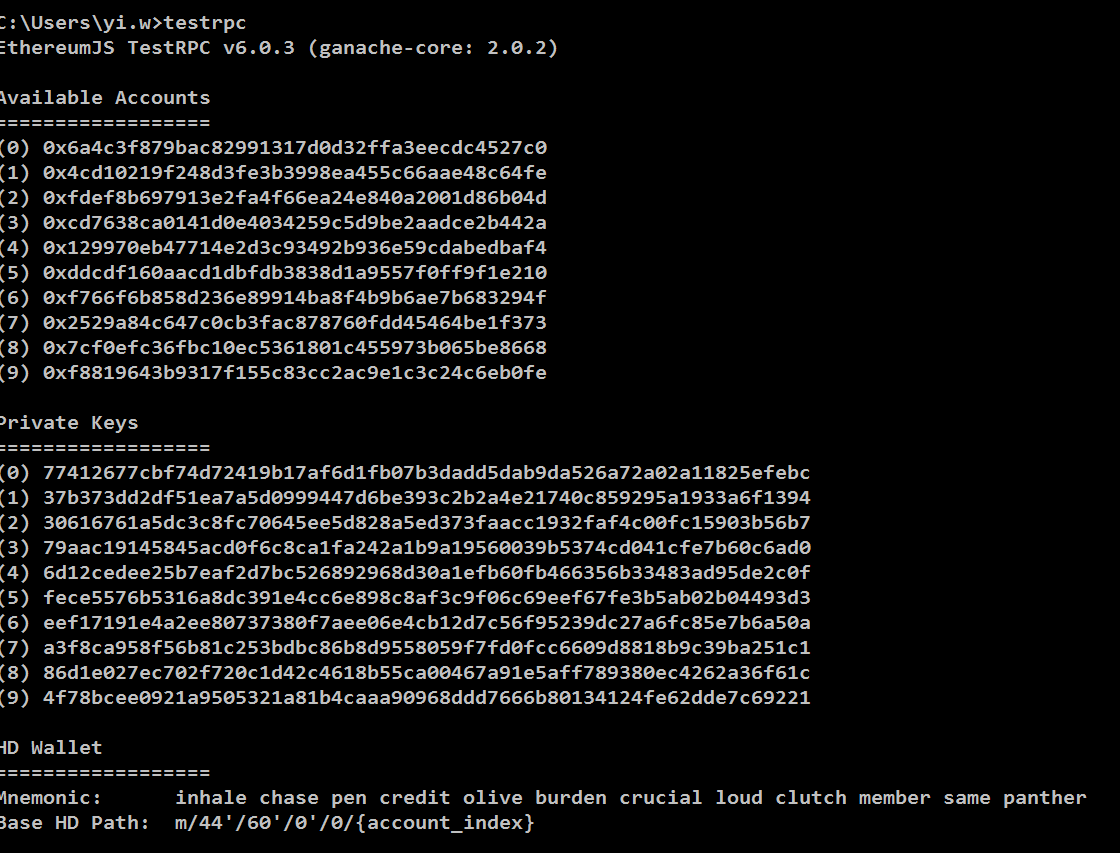 C:\Users\yi.w>testrpc
EthereumJS TestRPC v6.0.3 (ganache-core: 2.0.2)
Available Accounts
==================
(0) 0x6a4c3f879bac82991317d0d32ffa3eecdc4527c0
(1) 0x4cd10219f248d3fe3b3998ea455c66aae48c64fe
(2) 0xfdef8b697913e2fa4f66ea24e840a2001d86b04d
(3) 0xcd7638ca0141d0e4034259c5d9be2aadce2b442a
(4) 0x129970eb47714e2d3c93492b936e59cdabedbaf4
(5) 0xddcdf160aacd1dbfdb3838d1a9557f0ff9f1e210
(6) 0xf766f6b858d236e89914ba8f4b9b6ae7b683294f
(7) 0x2529a84c647c0cb3fac878760fdd45464be1f373
(8) 0x7cf0efc36fbc10ec5361801c455973b065be8668
(9) 0xf8819643b9317f155c83cc2ac9e1c3c24c6eb0fe
Private Keys
==================
(0) 77412677cbf74d72419b17af6d1fb07b3dadd5dab9da526a72a02a11825efebc
(1) 37b373dd2df51ea7a5d0999447d6be393c2b2a4e21740c859295a1933a6f1394
(2) 30616761a5dc3c8fc70645ee5d828a5ed373faacc1932faf4c00fc15903b56b7
(3) 79aac19145845acd0f6c8ca1fa242a1b9a19560039b5374cd041cfe7b60c6ad0
(4) 6d12cedee25b7eaf2d7bc526892968d30a1efb60fb466356b33483ad95de2c0f
(5) fece5576b5316a8dc391e4cc6e898c8af3c9f06c69eef67fe3b5ab02b04493d3
(6) eef17191e4a2ee80737380f7aee06e4cb12d7c56f95239dc27a6fc85e7b6a50a
(7) a3f8ca958f56b81c253bdbc86b8d9558059f7fd0fcc6609d8818b9c39ba251c1
(8) 86d1e027ec702f720c1d42c4618b55ca00467a91e5aff789380ec4262a36f61c
(9) 4f78bcee0921a9505321a81b4caaa90968ddd7666b80134124fe62dde7c69221
HD Wallet
==================
Mnemonic:      inhale chase pen credit olive burden crucial loud clutch member same panther
Base HD Path:  m/44'/60'/0'/0/{account_index}